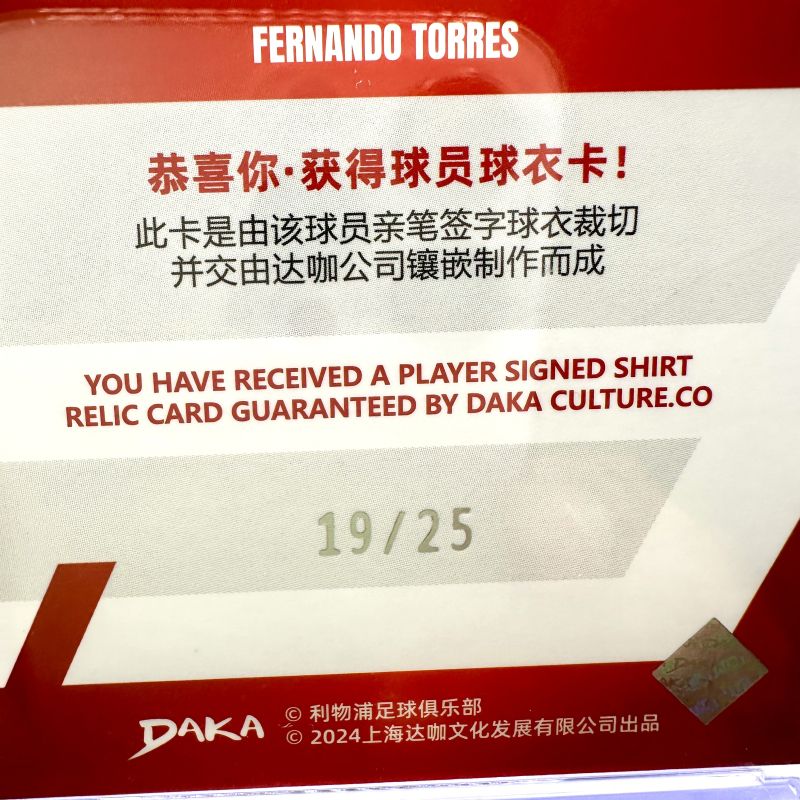 FERNANDO TORRES
恭喜你·获得球员球衣卡！
此卡是由该球员亲笔签字球衣裁切
并交由达咖公司镶嵌制作而成
YOU HAVE RECEIVED A PLAYER SIGNED SHIRT
RELIC CARD GUARANTEED BY DAKA CULTURE.CO
19/25
DAKA
© 利物浦足球俱乐部
© 2024上海达咖文化发展有限公司出品